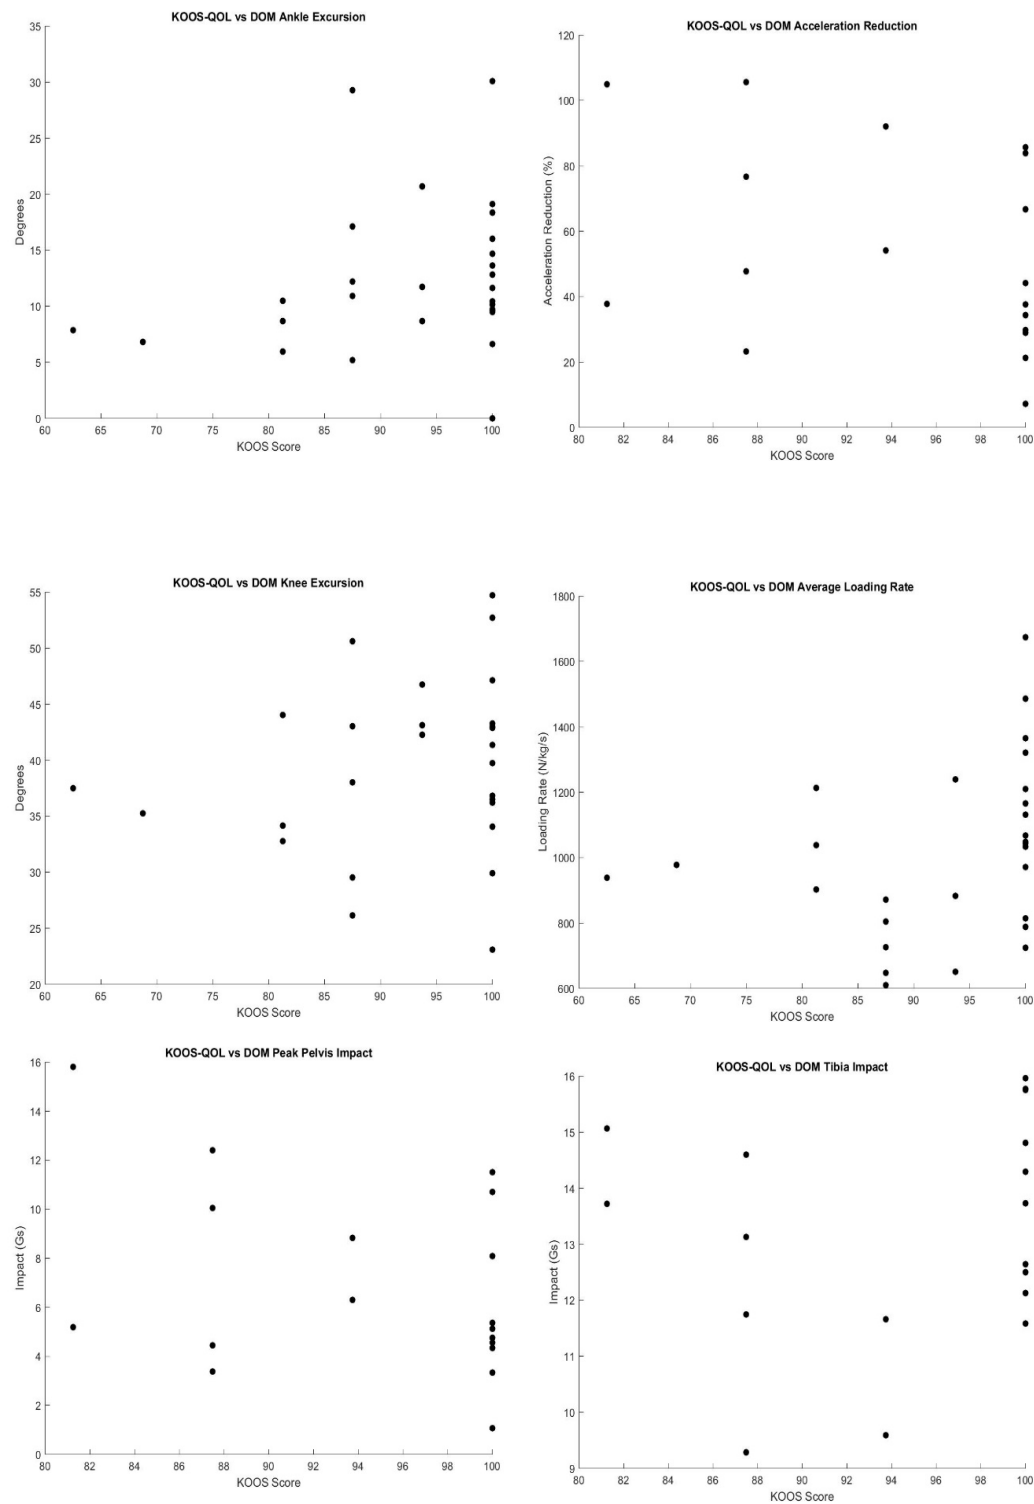 KOOS-QOL vs DOM Ankle Excursion
35
30
25
20
15
10
5
0
Degrees
60 65 70 75 80 85 90 95 100
KOOS Score
KOOS-QOL vs DOM Acceleration Reduction
120
100
80
60
40
20
0
Acceleration Reduction (%)
80 82 84 86 88 90 92 94 96 98 100
KOOS Score
KOOS-QOL vs DOM Knee Excursion
55
50
45
40
35
30
25
20
Degrees
60 65 70 75 80 85 90 95 100
KOOS Score
KOOS-QOL vs DOM Average Loading Rate
1800
1600
1400
1200
1000
800
600
Loading Rate (N/kg/s)
60 65 70 75 80 85 90 95 100
KOOS Score
KOOS-QOL vs DOM Peak Pelvis Impact
16
14
12
10
8
6
4
2
0
Impact (Gs)
80 82 84 86 88 90 92 94 96 98 100
KOOS Score
KOOS-QOL vs DOM Tibia Impact
16
15
14
13
12
11
10
9
Impact (Gs)
80 82 84 86 88 90 92 94 96 98 100
KOOS Score